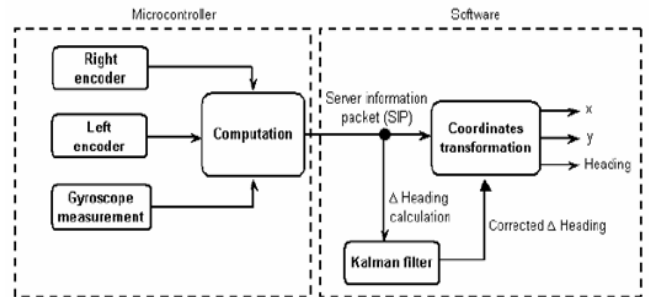 Microcontroller
Software
Right
encoder
Left
encoder
Gyroscope
measurement
Computation
Server information
packet (SIP)
Coordinates
transformation
x
y
Heading
Δ Heading
calculation
Corrected Δ Heading
Kalman filter